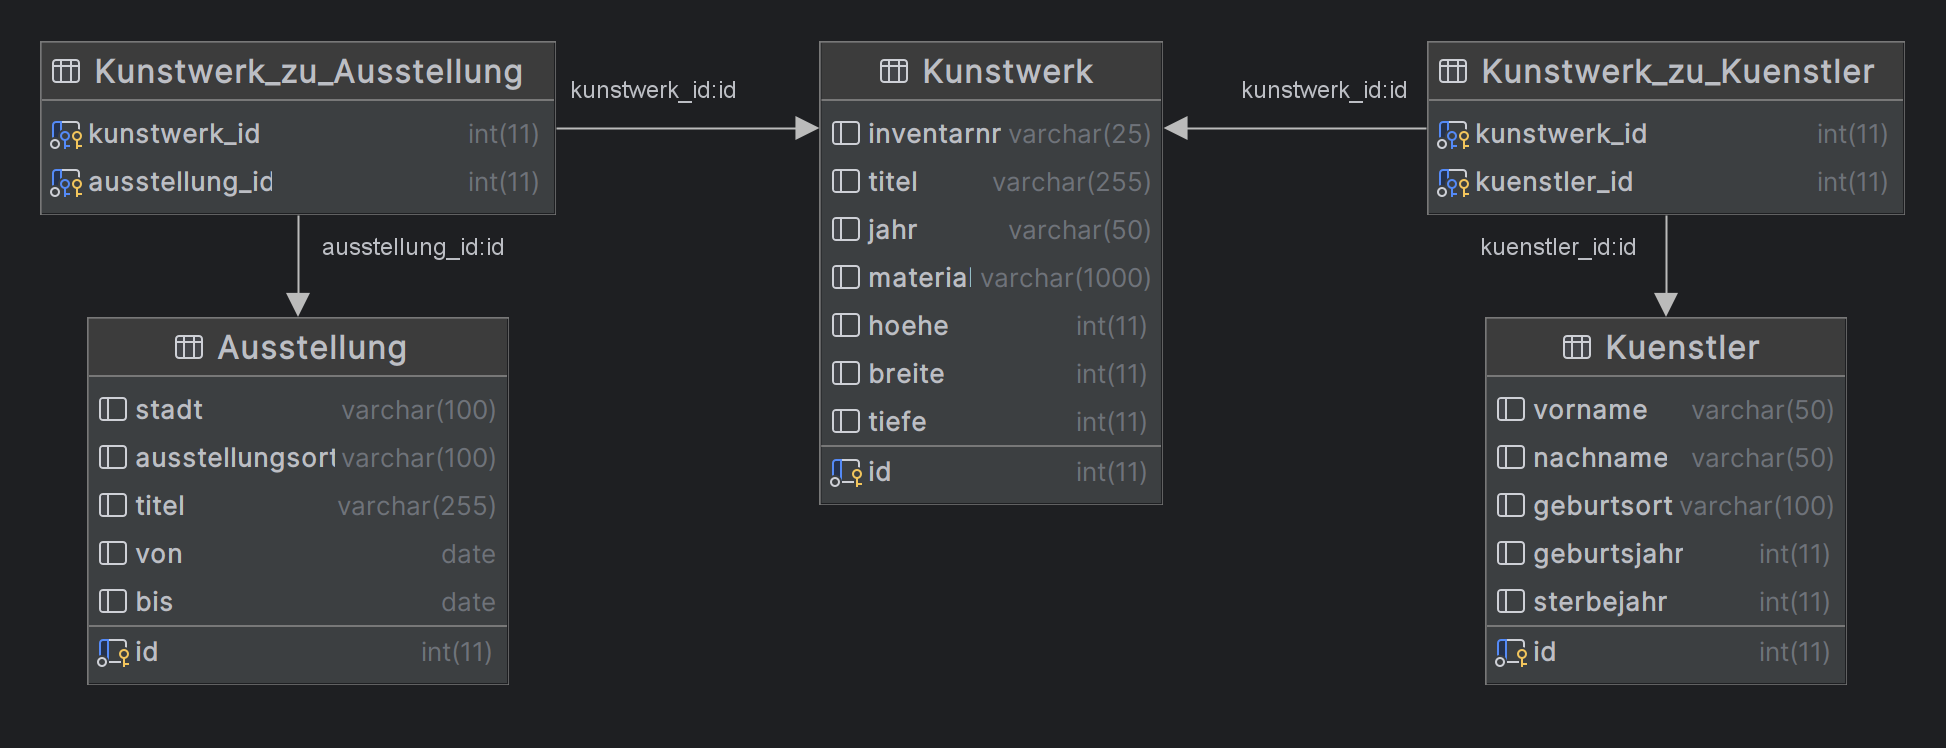 Kunstwerk_zu_Ausstellung
kunstwerk_id int(11)
ausstellung_id int(11)
kunstwerk_id:id
ausstellung_id:id
Ausstellung
stadt varchar(100)
ausstellungsort varchar(100)
titel varchar(255)
von date
bis date
id int(11)
Kunstwerk
inventarnr varchar(25)
titel varchar(255)
jahr varchar(50)
material varchar(1000)
hoehe int(11)
breite int(11)
tiefe int(11)
id int(11)
kunstwerk_id:id
Kunstwerk_zu_Kuenstler
kunstwerk_id int(11)
kuenstler_id int(11)
kuenstler_id:id
Kuenstler
vorname varchar(50)
nachname varchar(50)
geburtsort varchar(100)
geburtsjahr int(11)
sterbejahr int(11)
id int(11)